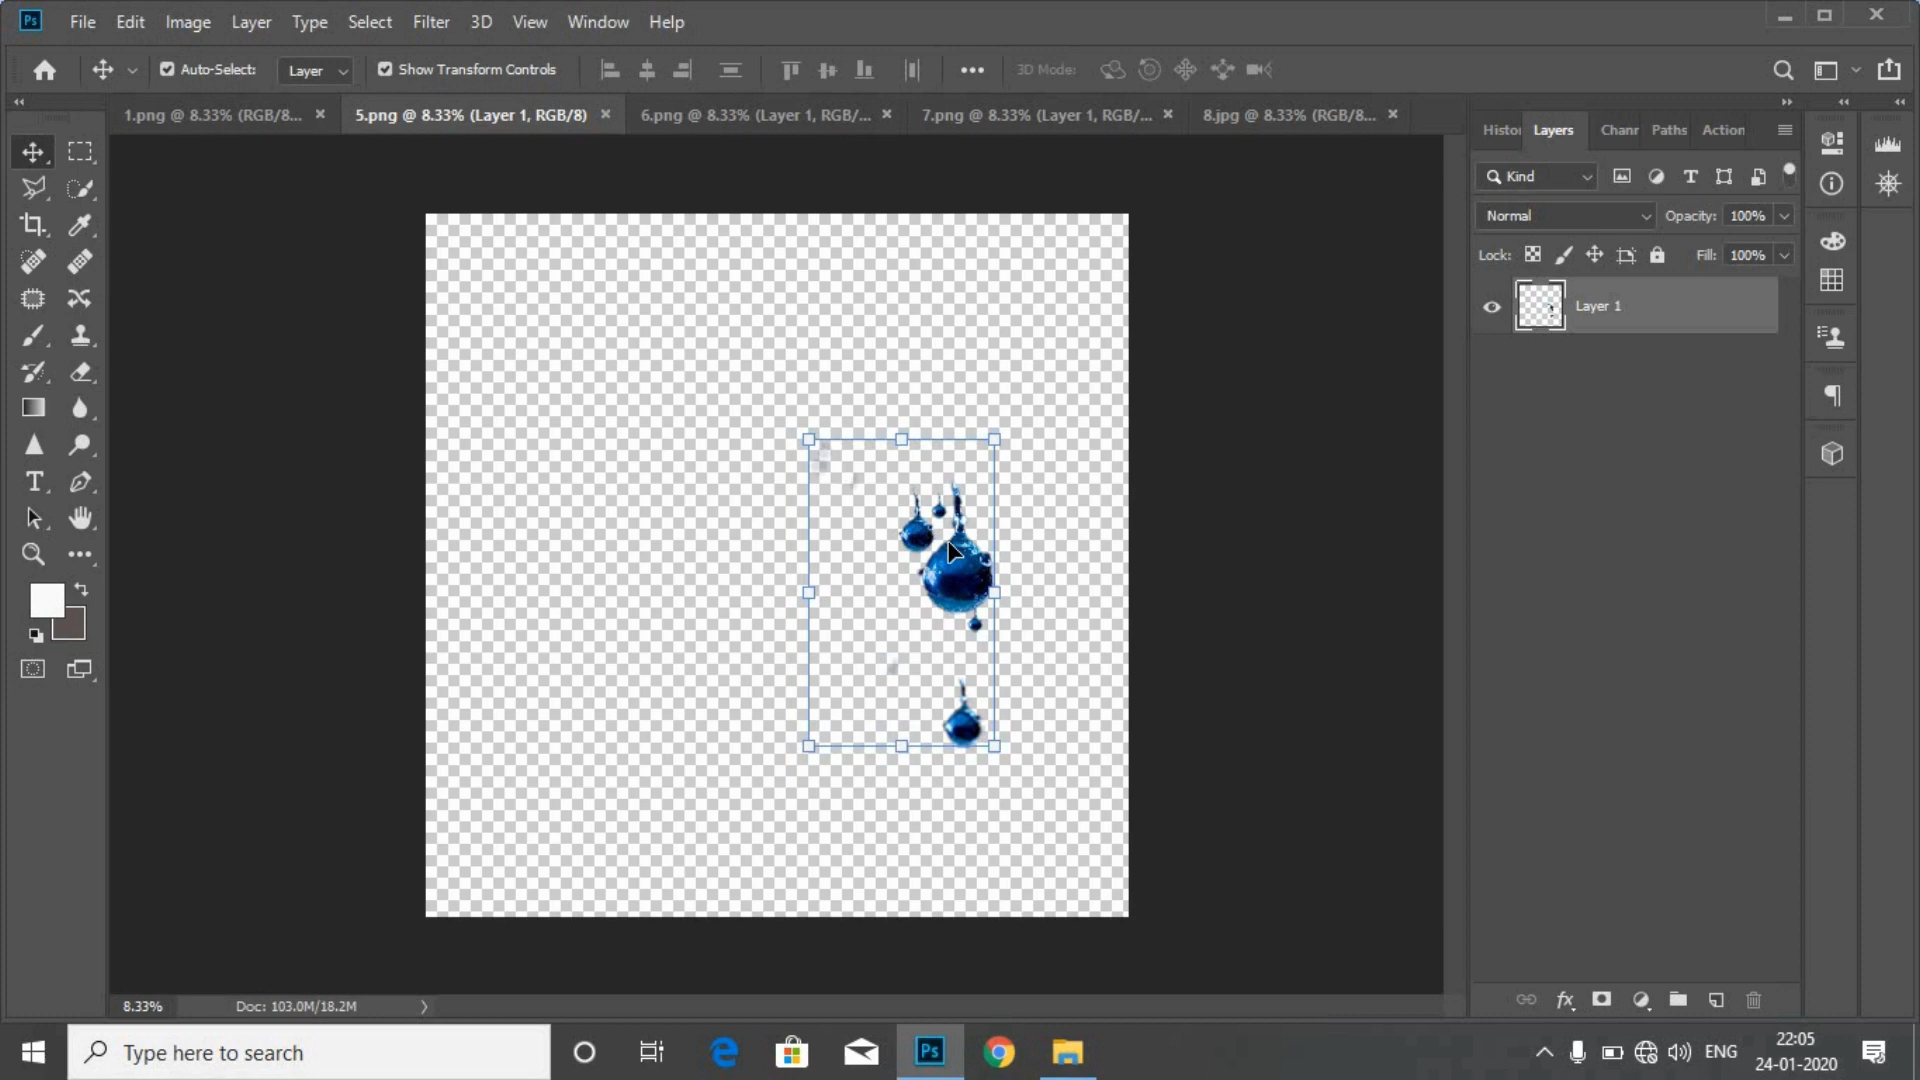 Ps File Edit Image Layer Type Select Filter 3D View Window Help
Auto-Select: Layer Show Transform Controls 3D Mode:
1.png @ 8.33% (RGB/8... × 5.png @ 8.33% (Layer 1, RGB/8) × 6.png @ 8.33% (Layer 1, RGB/... × 7.png @ 8.33% (Layer 1, RGB/... × 8.jpg @ 8.33% (RGB/8... ×
Histo Layers Chanr Paths Action
Kind
Normal Opacity: 100%
Lock: Fill: 100%
Layer 1
8.33% Doc: 103.0M/18.2M
Type here to search
Ps
ENG
22:05
24-01-2020